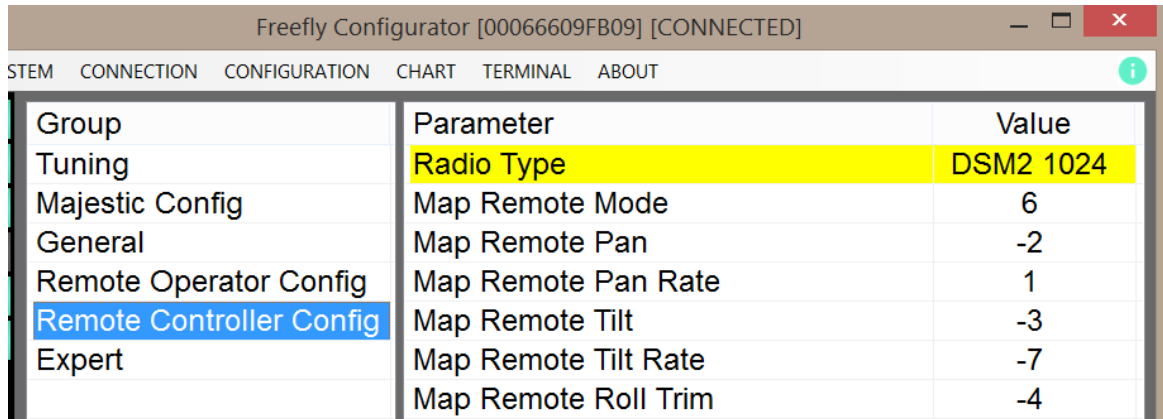 Freefly Configurator [00066609FB09] [CONNECTED]
STEM CONNECTION CONFIGURATION CHART TERMINAL ABOUT
Group Parameter Value
Tuning Radio Type DSM2 1024
Majestic Config Map Remote Mode 6
General Map Remote Pan -2
Remote Operator Config Map Remote Pan Rate 1
Remote Controller Config Map Remote Tilt -3
Expert Map Remote Tilt Rate -7
Map Remote Roll Trim -4